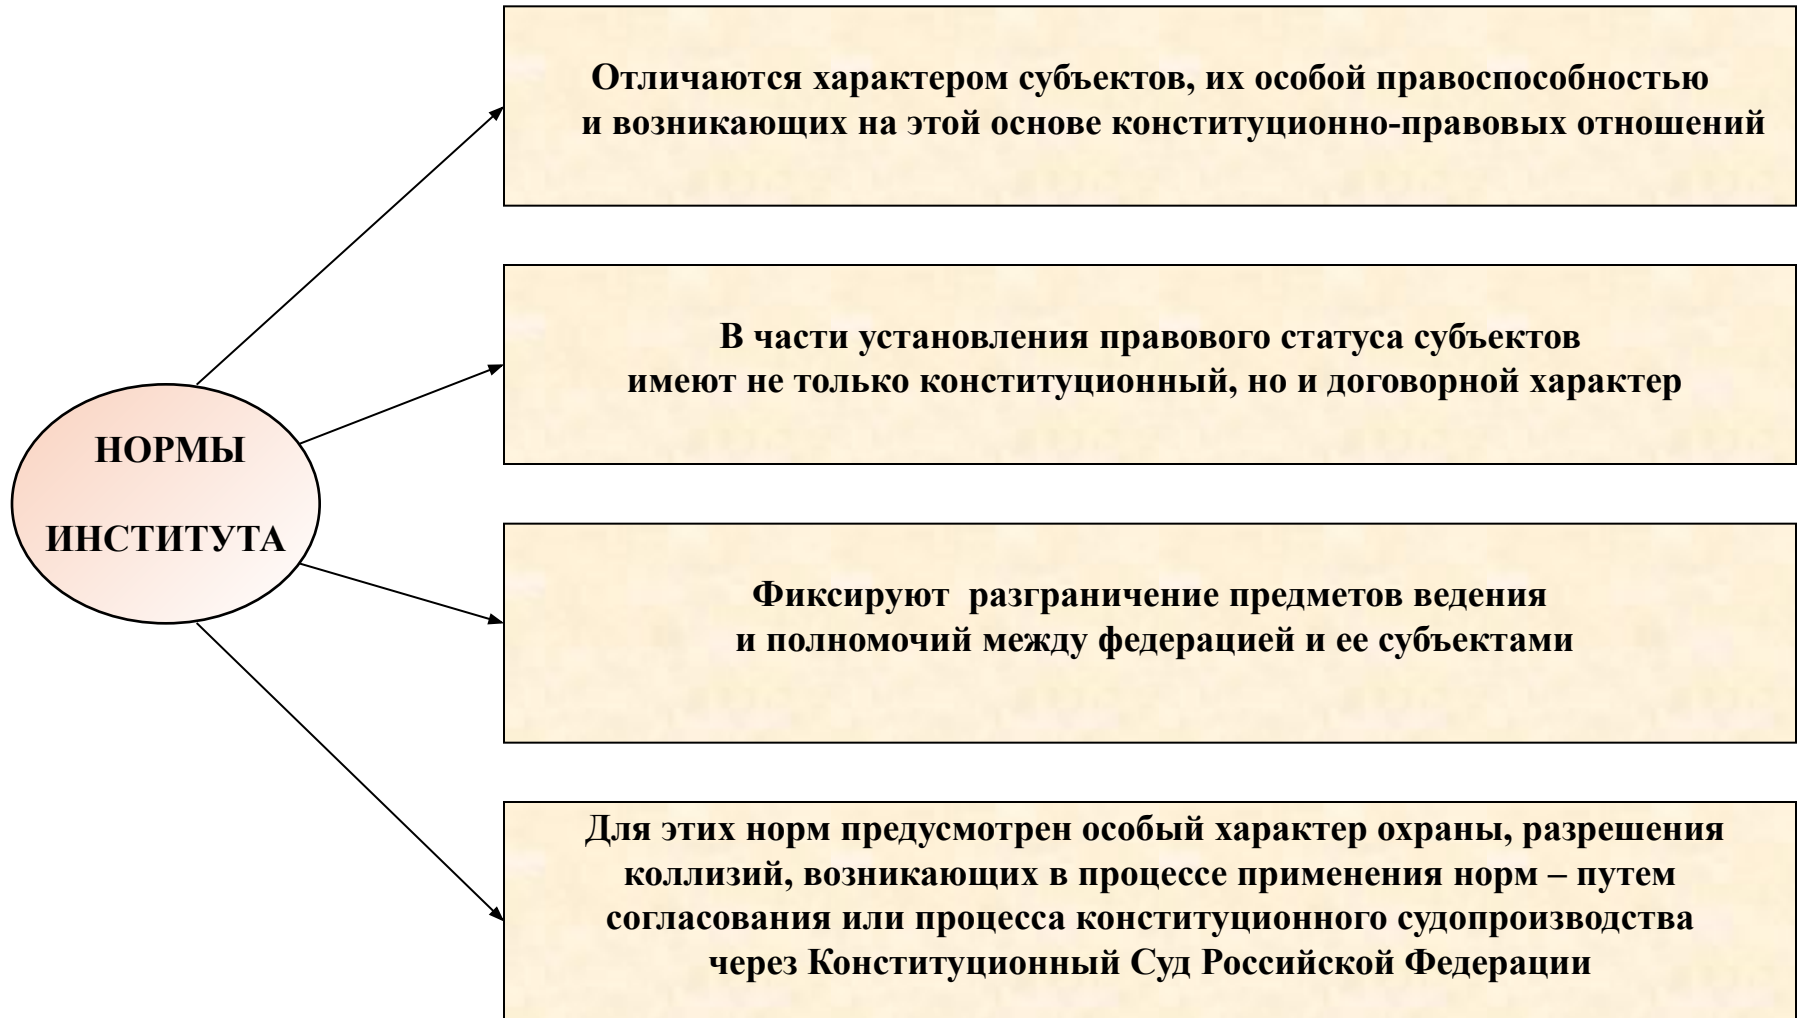 Отличаются характером субъектов, их особой правоспособностью
и возникающих на этой основе конституционно-правовых отношений
В части установления правового статуса субъектов
имеют не только конституционный, но и договорной характер
НОРМЫ
ИНСТИТУТА
Фиксируют разграничение предметов ведения
и полномочий между федерацией и ее субъектами
Для этих норм предусмотрен особый характер охраны, разрешения
коллизий, возникающих в процессе применения норм – путем
согласования или процесса конституционного судопроизводства
через Конституционный Суд Российской Федерации